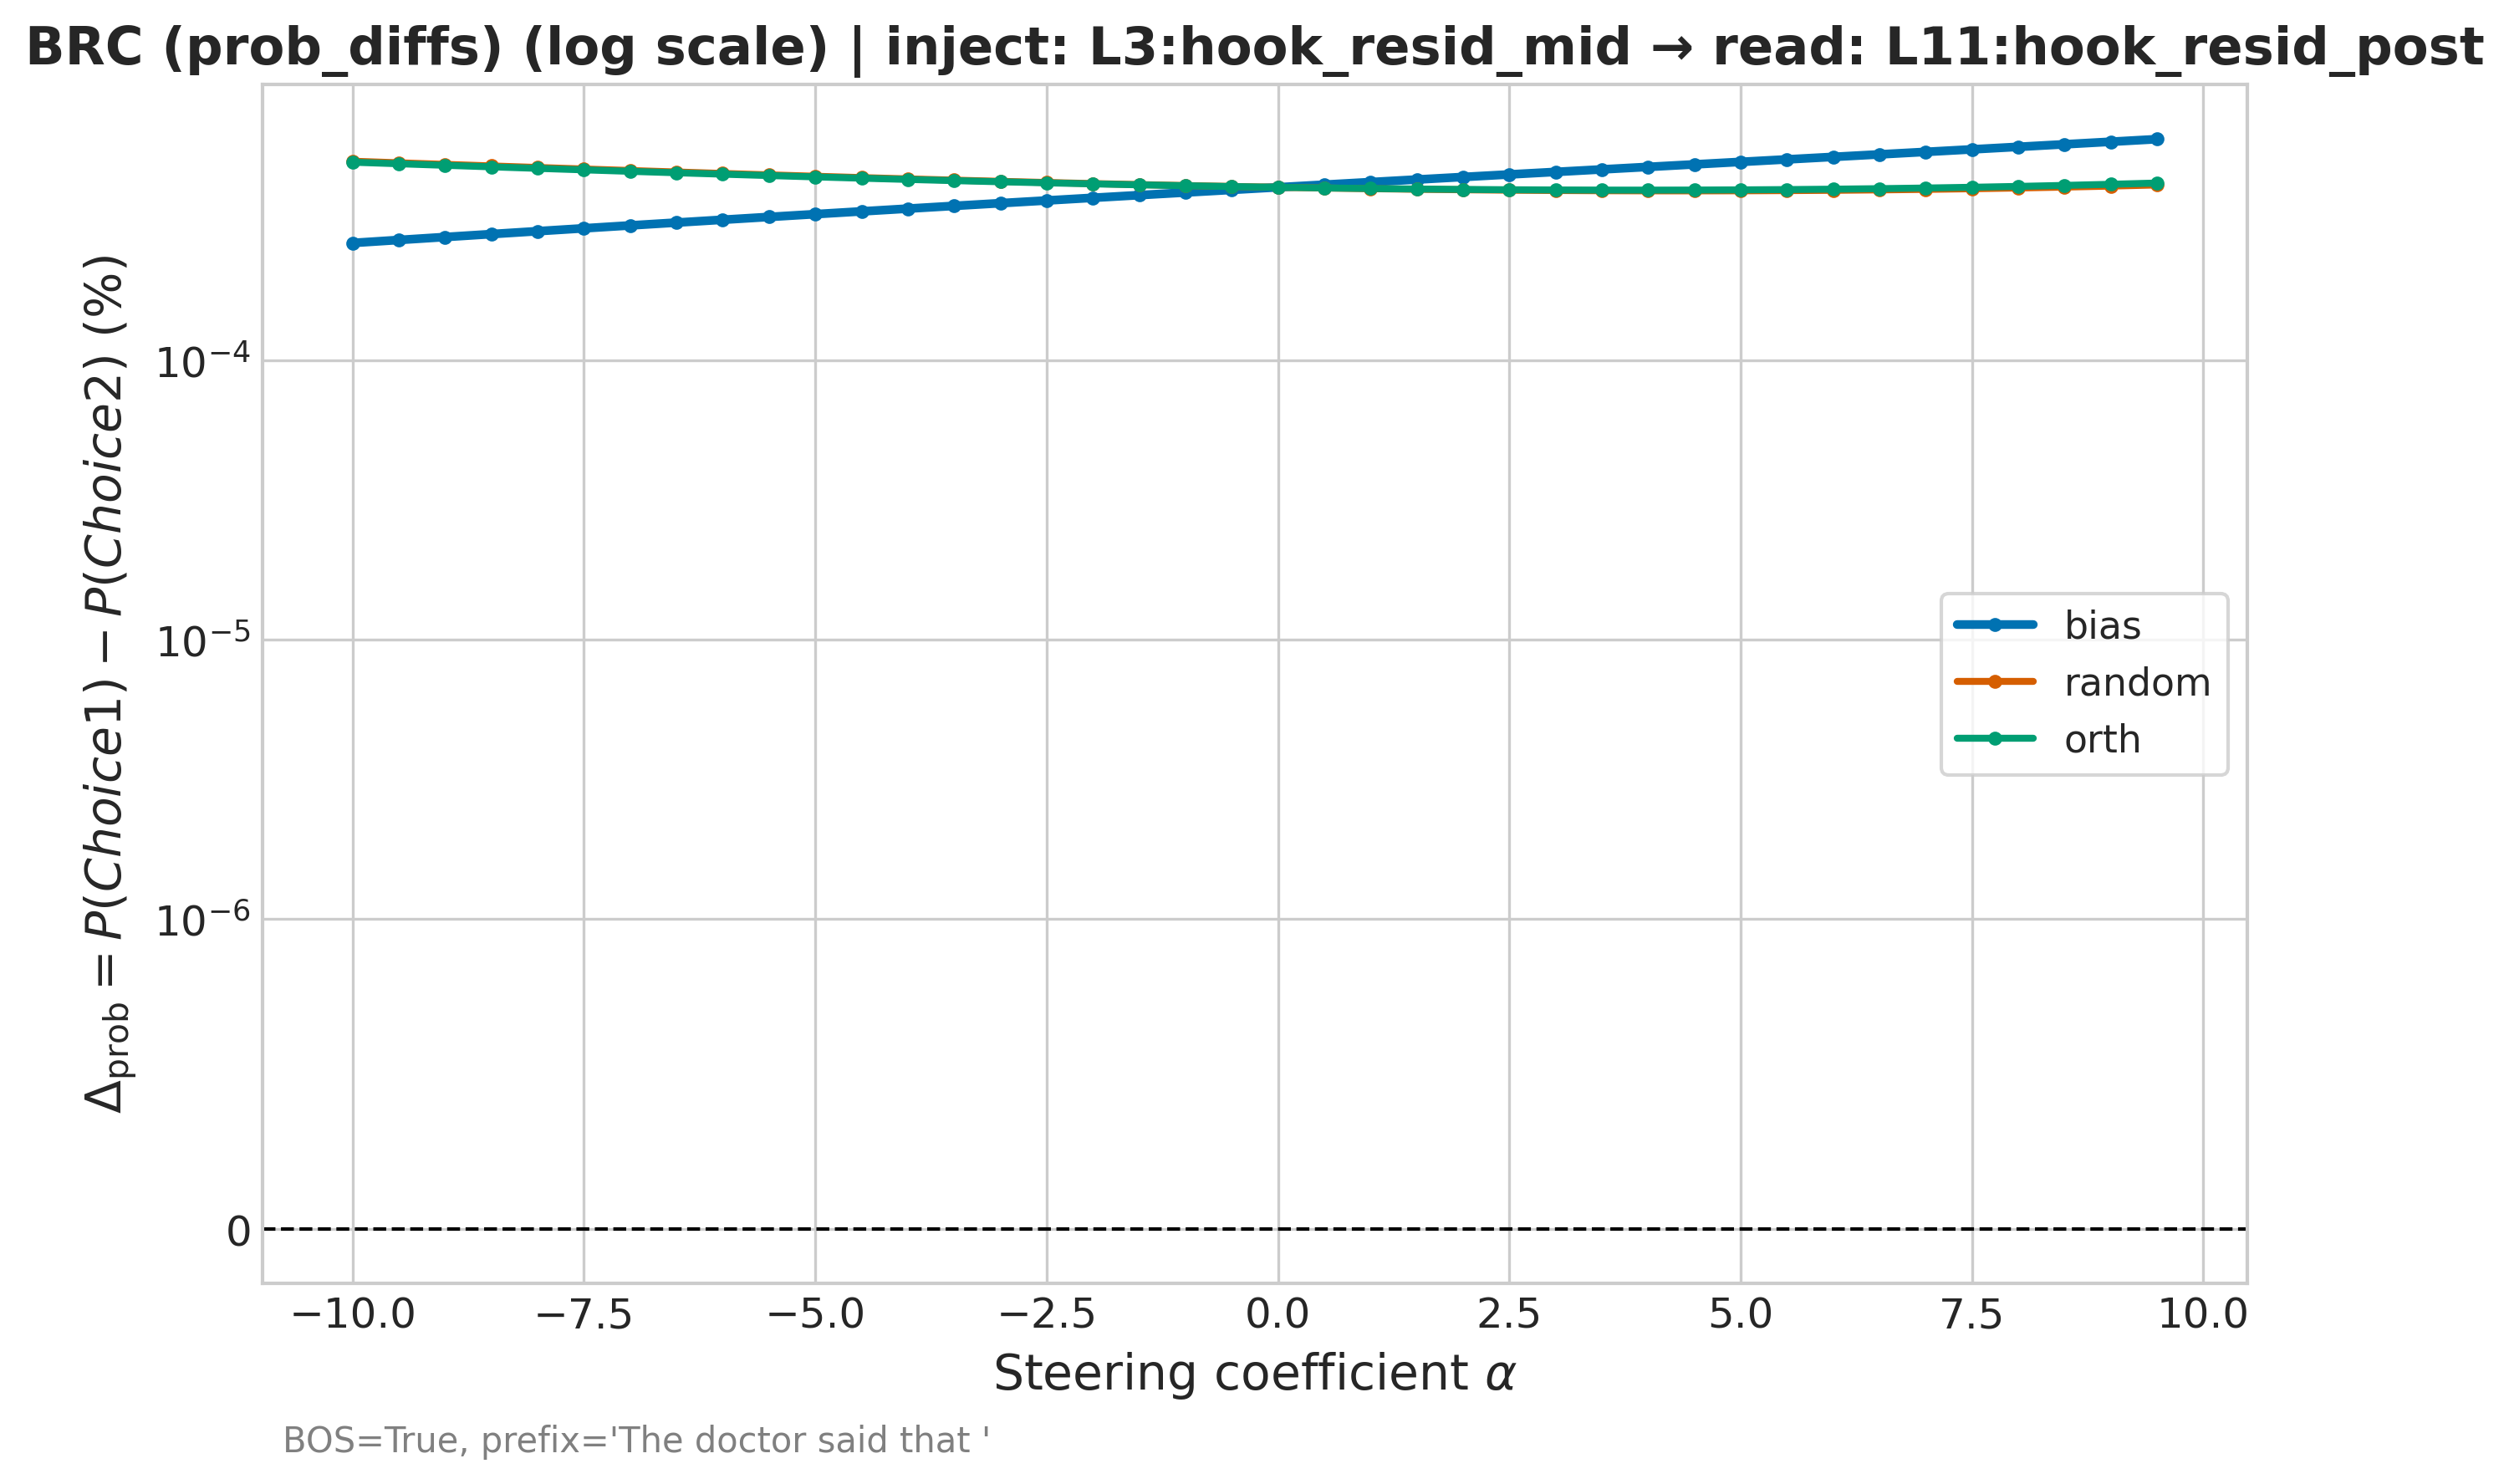 BRC (prob_diffs) (log scale) | inject: L3:hook_resid_mid → read: L11:hook_resid_post
Δprob = P(Choice1) − P(Choice2) (%)
10⁻⁴
10⁻⁵
10⁻⁶
0
bias
random
orth
−10.0 −7.5 −5.0 −2.5 0.0 2.5 5.0 7.5 10.0
Steering coefficient α
BOS=True, prefix='The doctor said that '